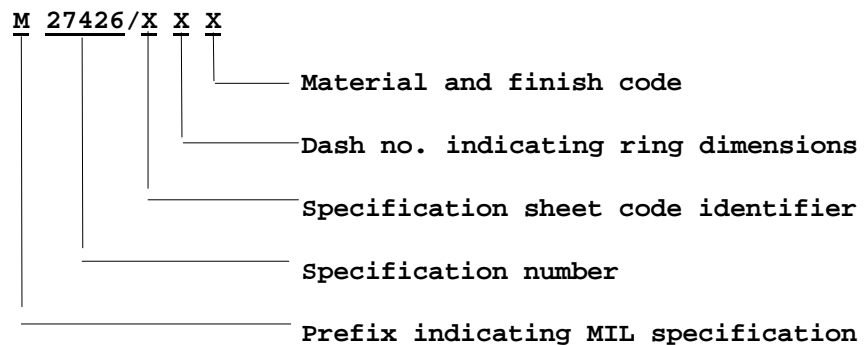 M 27426/X X X
Material and finish code
Dash no. indicating ring dimensions
Specification sheet code identifier
Specification number
Prefix indicating MIL specification